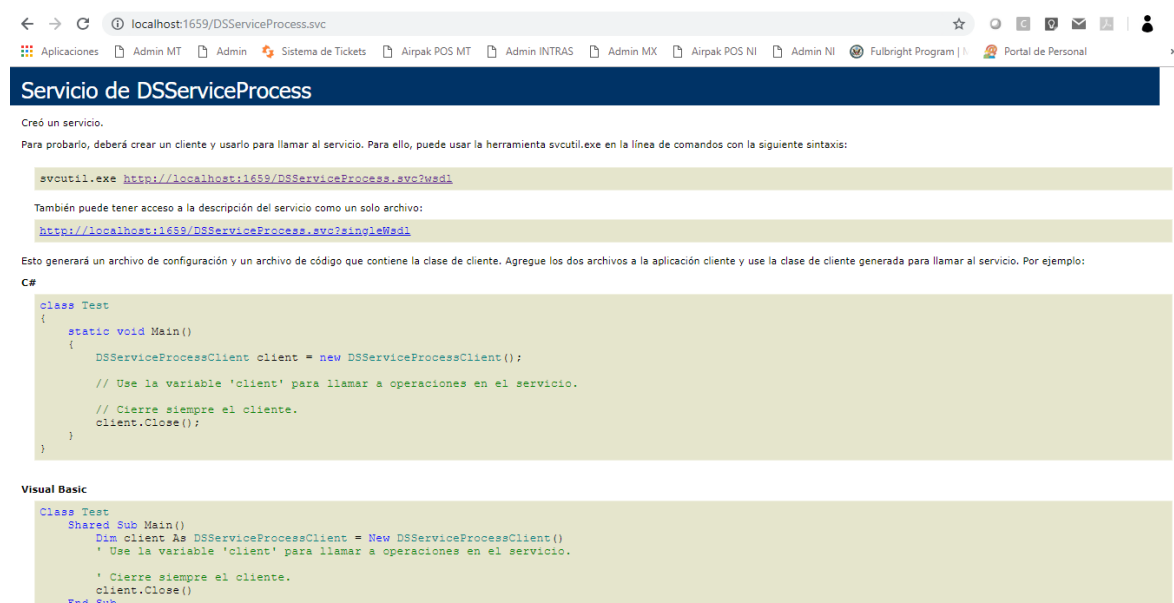 localhost:1659/DSServiceProcess.svc
Aplicaciones Admin MT Admin Sistema de Tickets Airpak POS MT Admin INTRAS Admin MX Airpak POS NI Admin NI Fulbright Program | Portal de Personal
Servicio de DSServiceProcess
Creó un servicio.
Para probarlo, deberá crear un cliente y usarlo para llamar al servicio. Para ello, puede usar la herramienta svcutil.exe en la línea de comandos con la siguiente sintaxis:
svcutil.exe http://localhost:1659/DSServiceProcess.svc?wsdl
También puede tener acceso a la descripción del servicio como un solo archivo:
http://localhost:1659/DSServiceProcess.svc?singleWsdl
Esto generará un archivo de configuración y un archivo de código que contiene la clase de cliente. Agregue los dos archivos a la aplicación cliente y use la clase de cliente generada para llamar al servicio. Por ejemplo:
C#
class Test
{
static void Main()
{
DSServiceProcessClient client = new DSServiceProcessClient();
// Use la variable 'client' para llamar a operaciones en el servicio.
// Cierre siempre el cliente.
client.Close();
}
}
Visual Basic
Class Test
Shared Sub Main()
Dim client As DSServiceProcessClient = New DSServiceProcessClient()
' Use la variable 'client' para llamar a operaciones en el servicio.
' Cierre siempre el cliente.
client.Close()
End Sub